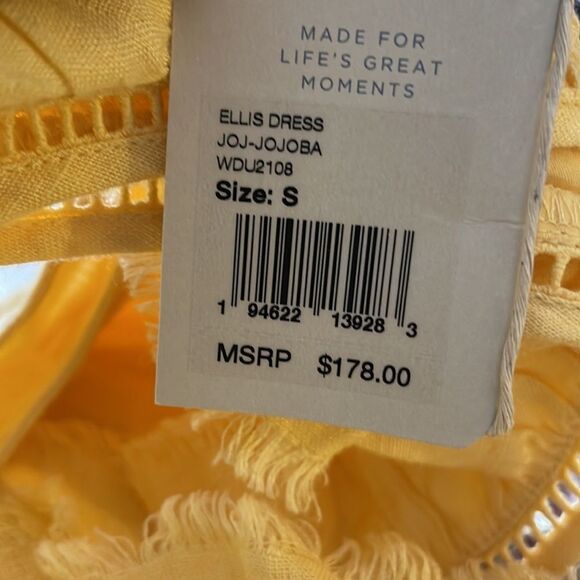 MADE FOR
LIFE'S GREAT
MOMENTS
ELLIS DRESS
JOJ-JOJOBA
WDU2108
Size: S
1 94622 13928 3
MSRP $178.00